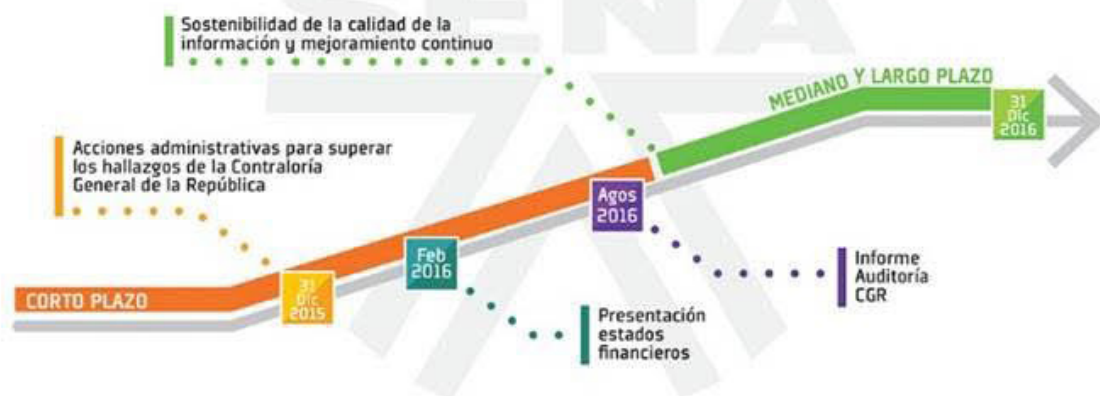 SENA
Sostenibilidad de la calidad de la
información y mejoramiento continuo
MEDIANO Y LARGO PLAZO
31
Dic
2016
Acciones administrativas para superar
los hallazgos de la Contraloría
General de la República
Agos
2016
Feb
2016
Informe
Auditoría
CGR
CORTO PLAZO
31
Dic
2015
Presentación
estados
financieros